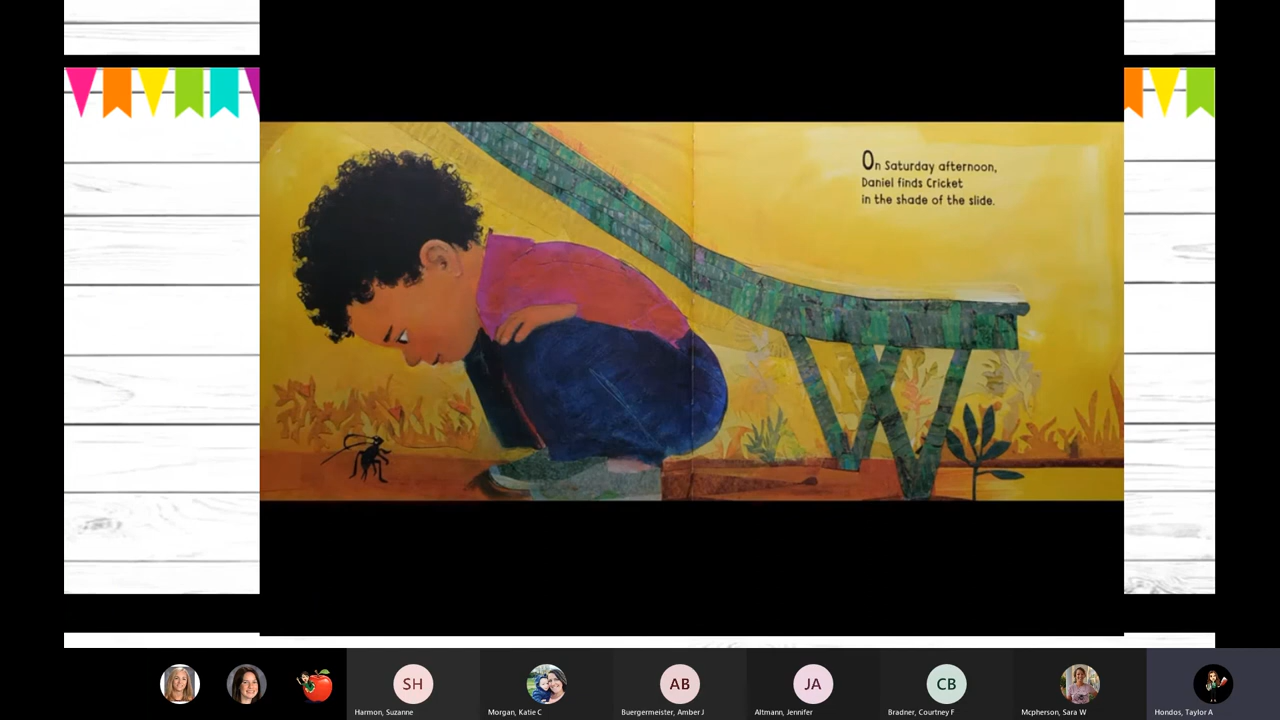 On Saturday afternoon,
Daniel finds Cricket
in the shade of the slide.
SH
AB
JA
CB
Harmon, Suzanne
Morgan, Katie C
Buergermeister, Amber J
Altmann, Jennifer
Bradner, Courtney F
Mcpherson, Sara W
Hondos, Taylor A